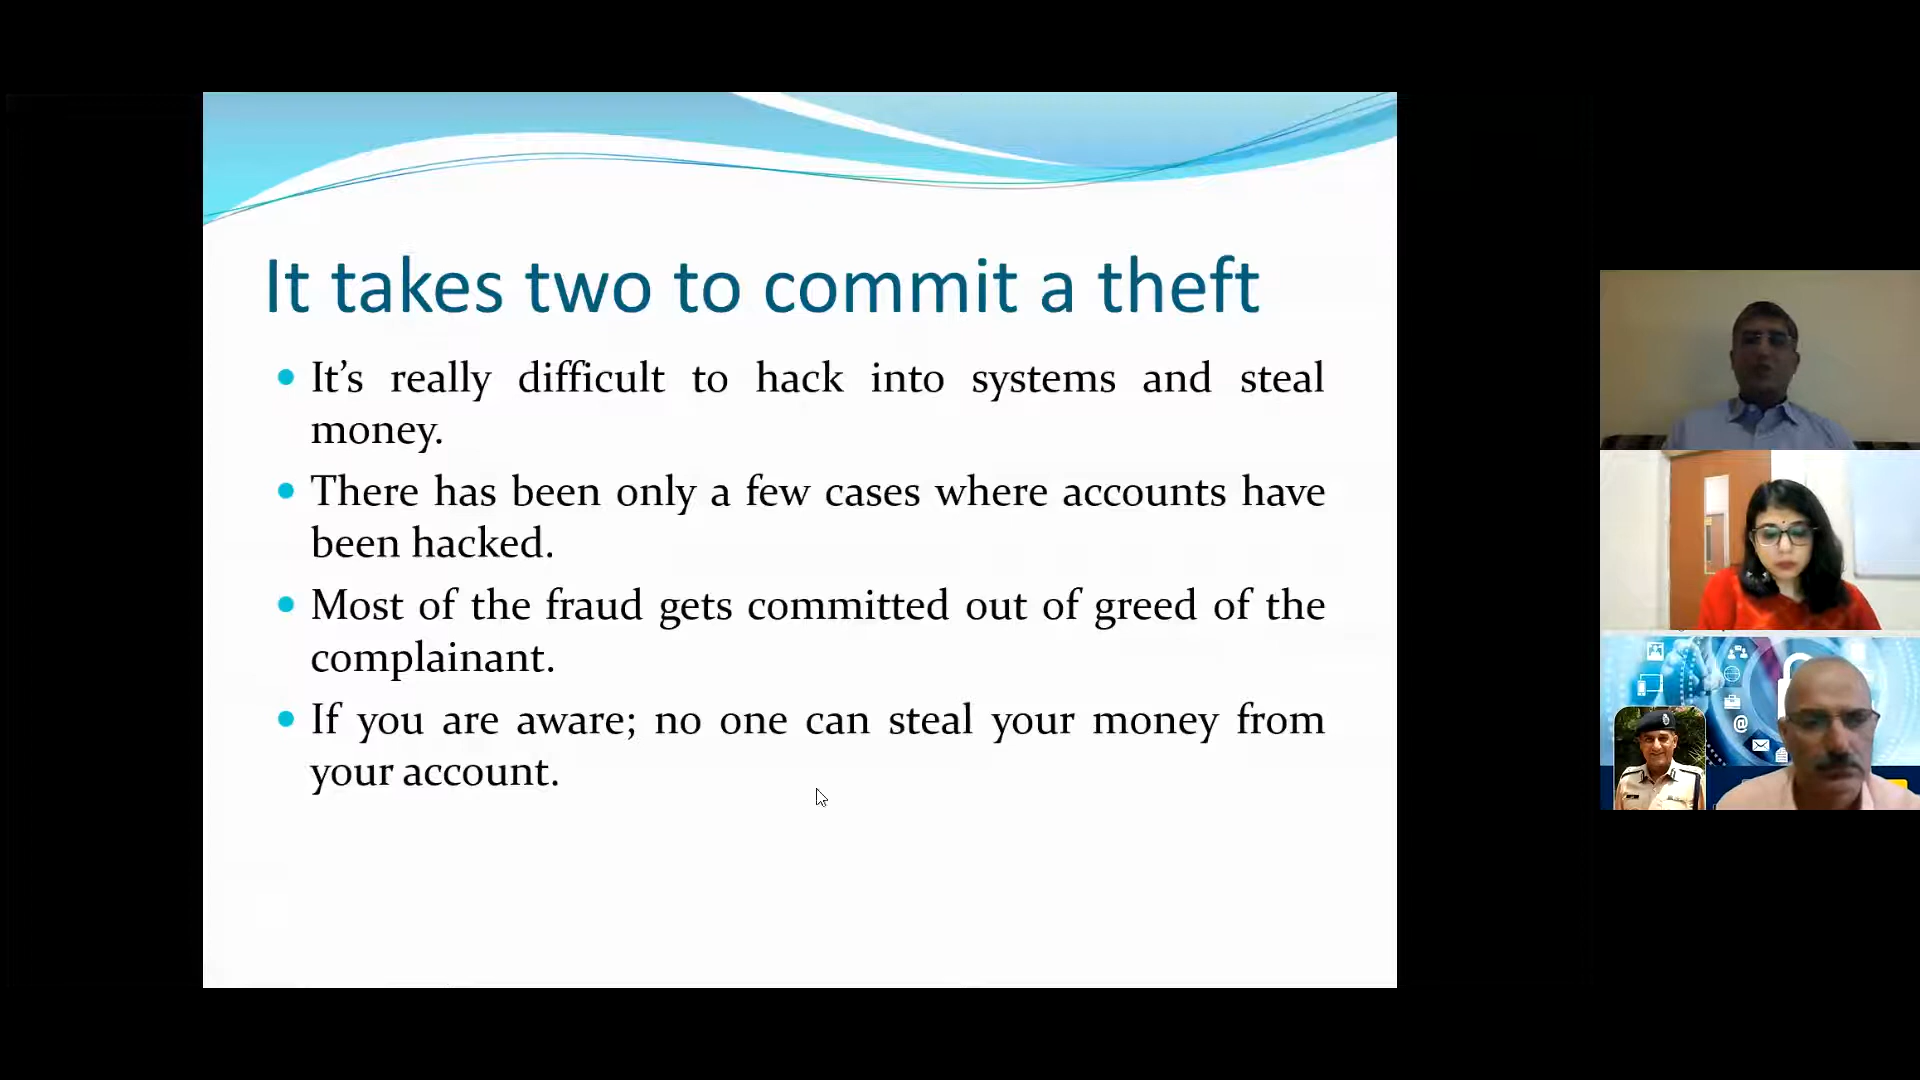 It takes two to commit a theft
It’s really difficult to hack into systems and steal
money.
There has been only a few cases where accounts have
been hacked.
Most of the fraud gets committed out of greed of the
complainant.
If you are aware; no one can steal your money from
your account.